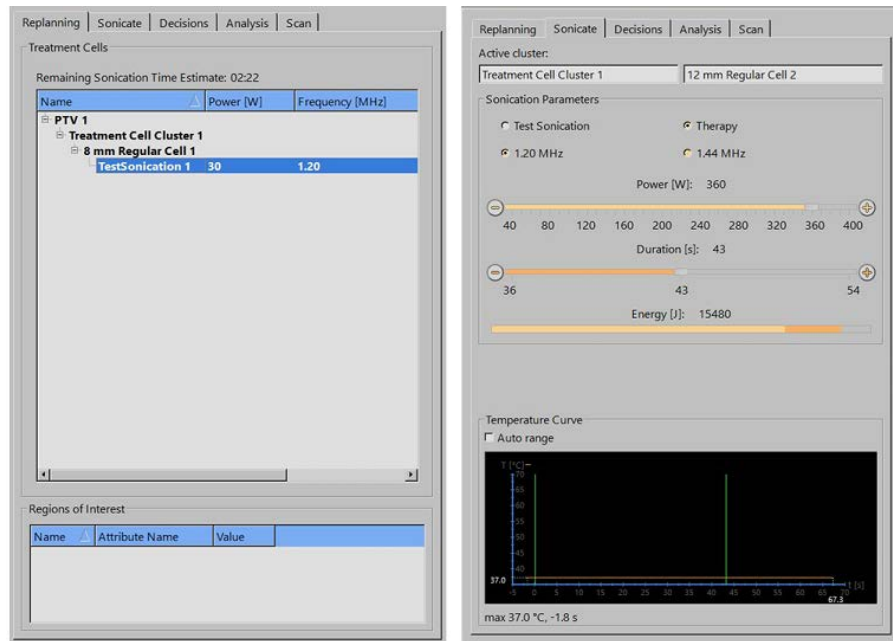 Replanning Sonicate Decisions Analysis Scan
Treatment Cells
Remaining Sonication Time Estimate: 02:22
Name Power [W] Frequency [MHz]
PTV 1
Treatment Cell Cluster 1
8 mm Regular Cell 1
TestSonication 1 30 1.20
Regions of Interest
Name Attribute Name Value
Replanning Sonicate Decisions Analysis Scan
Active cluster:
Treatment Cell Cluster 1 12 mm Regular Cell 2
Sonication Parameters
Test Sonication Therapy
1.20 MHz 1.44 MHz
Power [W]: 360
40 80 120 160 200 240 280 320 360 400
Duration [s]: 43
36 43 54
Energy [J]: 15480
Temperature Curve
Auto range
T [°C]
70
65
60
55
50
45
40
37.0
t [s]
-5 0 5 10 15 20 25 30 35 40 45 50 55 60 65 70
67.3
max 37.0 °C, -1.8 s